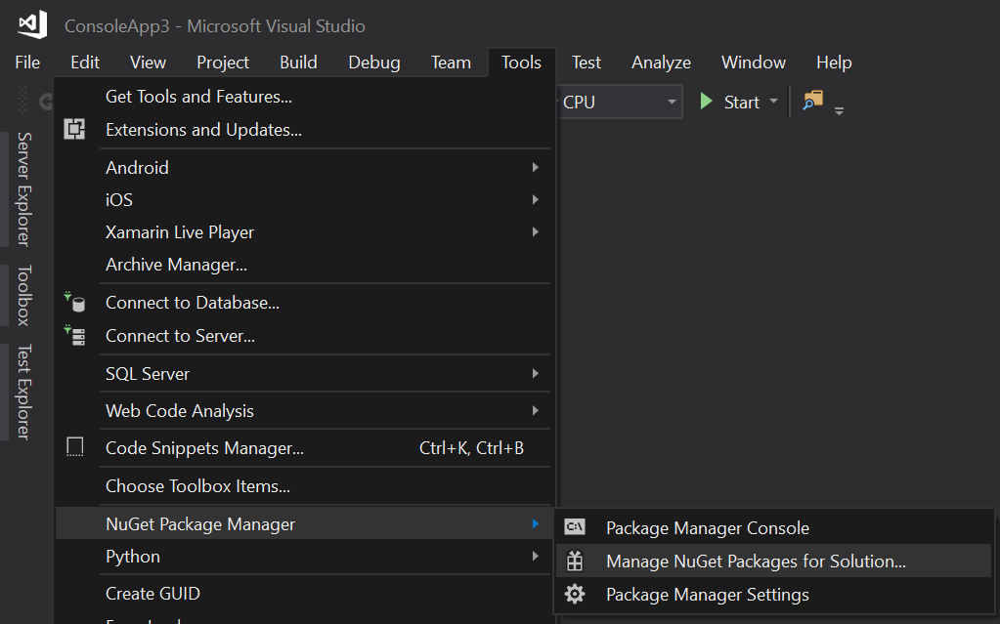 ConsoleApp3 - Microsoft Visual Studio
File Edit View Project Build Debug Team Tools Test Analyze Window Help
CPU Start
Server Explorer
Toolbox
Test Explorer
Get Tools and Features...
Extensions and Updates...
Android
iOS
Xamarin Live Player
Archive Manager...
Connect to Database...
Connect to Server...
SQL Server
Web Code Analysis
Code Snippets Manager... Ctrl+K, Ctrl+B
Choose Toolbox Items...
NuGet Package Manager
Python
Create GUID
C:\
Package Manager Console
Manage NuGet Packages for Solution...
Package Manager Settings